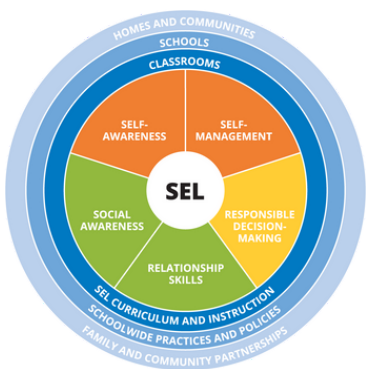 HOMES AND COMMUNITIES
SCHOOLS
CLASSROOMS
SELF-
AWARENESS
SELF-
MANAGEMENT
SEL
SOCIAL
AWARENESS
RESPONSIBLE
DECISION-
MAKING
RELATIONSHIP
SKILLS
SEL CURRICULUM AND INSTRUCTION
SCHOOLWIDE PRACTICES AND POLICIES
FAMILY AND COMMUNITY PARTNERSHIPS